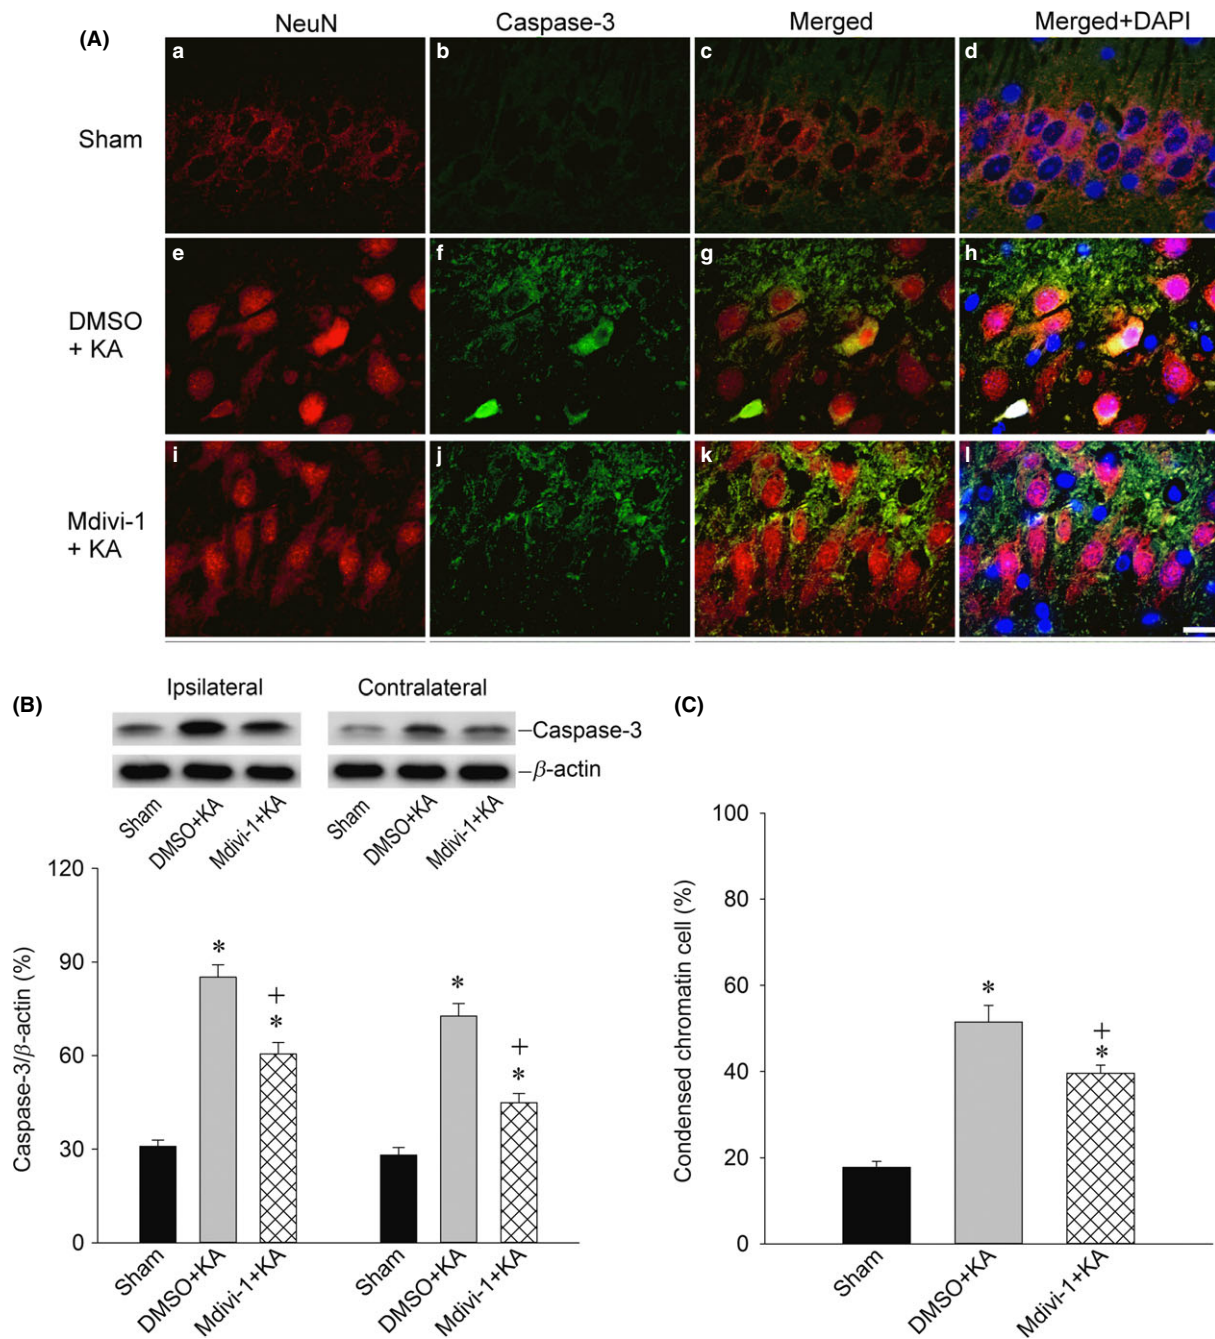 (A)
NeuN Caspase-3 Merged Merged+DAPI
a b c d
Sham
e f g h
DMSO
+ KA
i j k l
Mdivi-1
+ KA
(B)
Ipsilateral Contralateral
–Caspase-3
–β-actin
Sham DMSO+KA Mdivi-1+KA Sham DMSO+KA Mdivi-1+KA
Caspase-3/β-actin (%)
120
90
60
30
0
* + * * + *
Sham DMSO+KA Mdivi-1+KA Sham DMSO+KA Mdivi-1+KA
(C)
Condensed chromatin cell (%)
100
80
60
40
20
0
* + *
Sham DMSO+KA Mdivi-1+KA